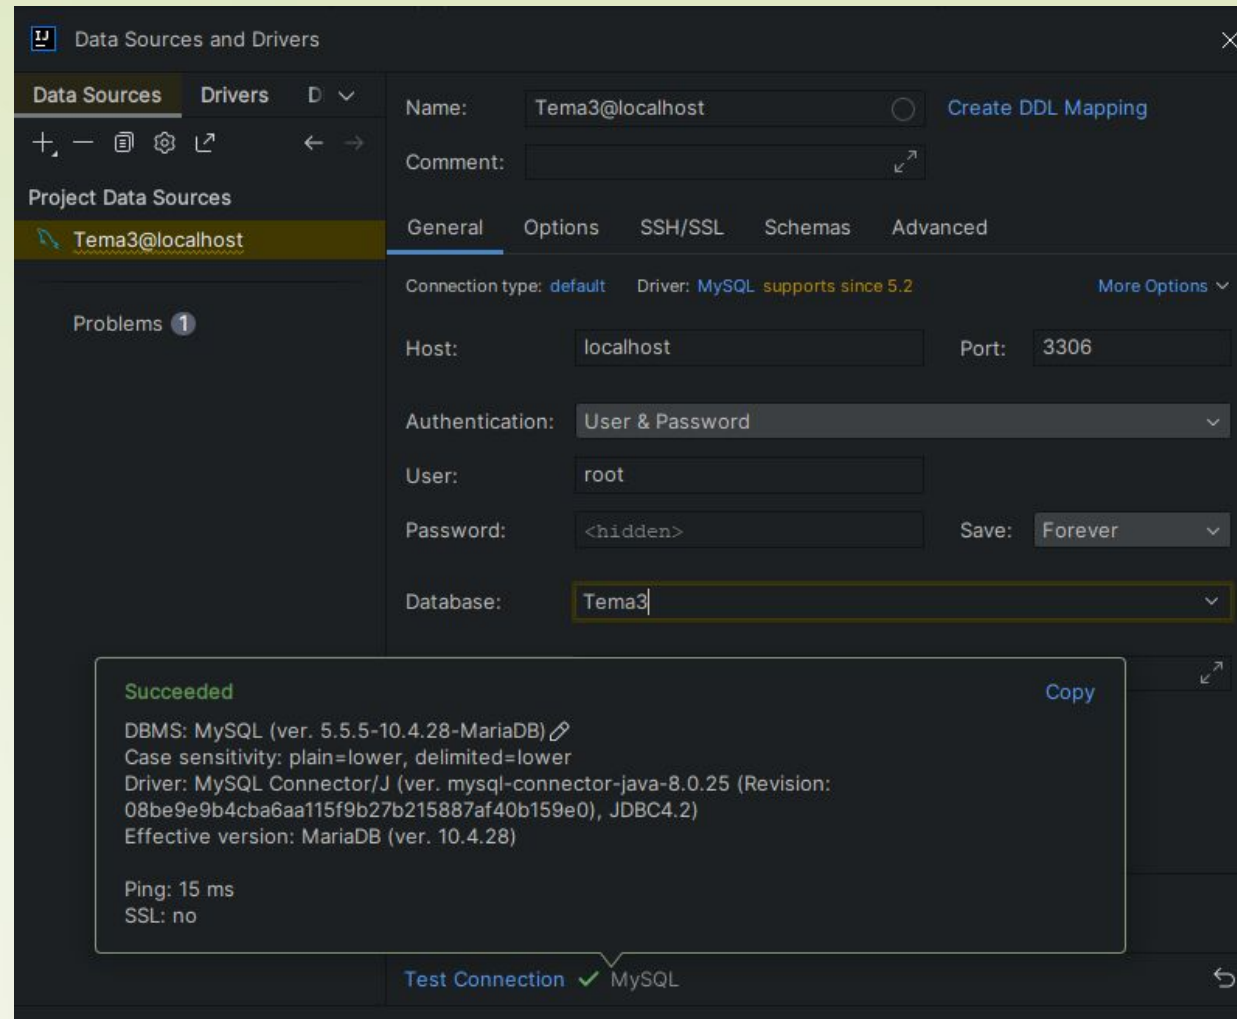 IJ Data Sources and Drivers
Data Sources Drivers D
Project Data Sources
Tema3@localhost
Problems 1
Name: Tema3@localhost Create DDL Mapping
Comment:
General Options SSH/SSL Schemas Advanced
Connection type: default Driver: MySQL supports since 5.2 More Options
Host: localhost Port: 3306
Authentication: User & Password
User: root
Password: <hidden> Save: Forever
Database: Tema3
Succeeded Copy
DBMS: MySQL (ver. 5.5.5-10.4.28-MariaDB)
Case sensitivity: plain=lower, delimited=lower
Driver: MySQL Connector/J (ver. mysql-connector-java-8.0.25 (Revision:
08be9e9b4cba6aa115f9b27b215887af40b159e0), JDBC4.2)
Effective version: MariaDB (ver. 10.4.28)
Ping: 15 ms
SSL: no
Test Connection MySQL